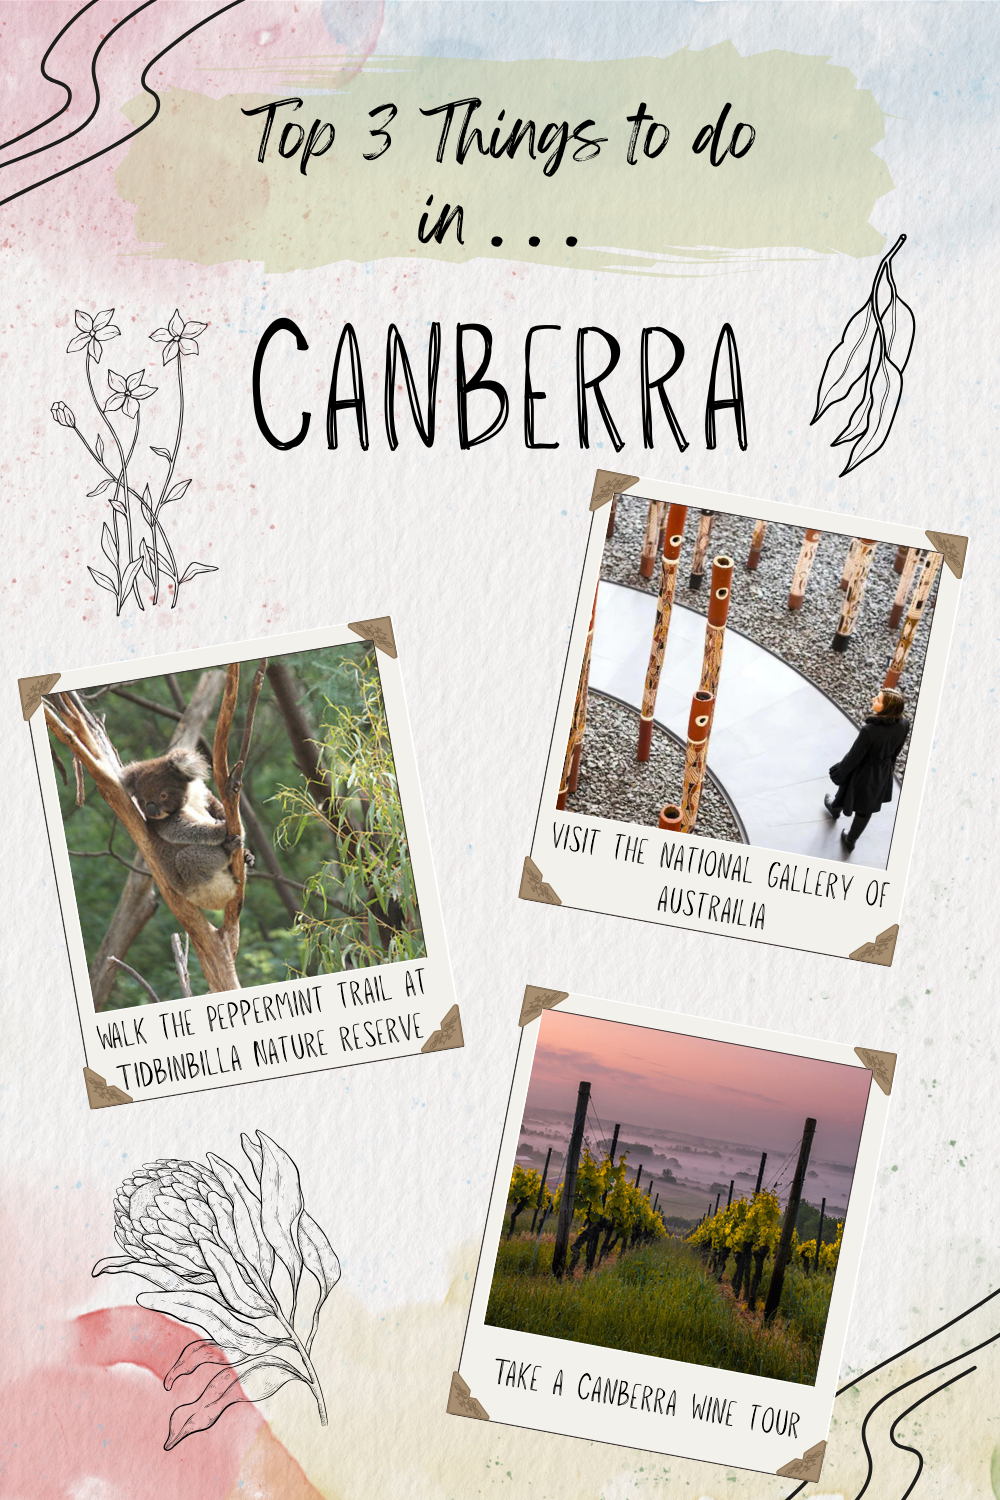 Top 3 Things to do
in ...
CANBERRA
VISIT THE NATIONAL GALLERY OF
AUSTRAILIA
WALK THE PEPPERMINT TRAIL AT
TIDBINBILLA NATURE RESERVE
TAKE A CANBERRA WINE TOUR